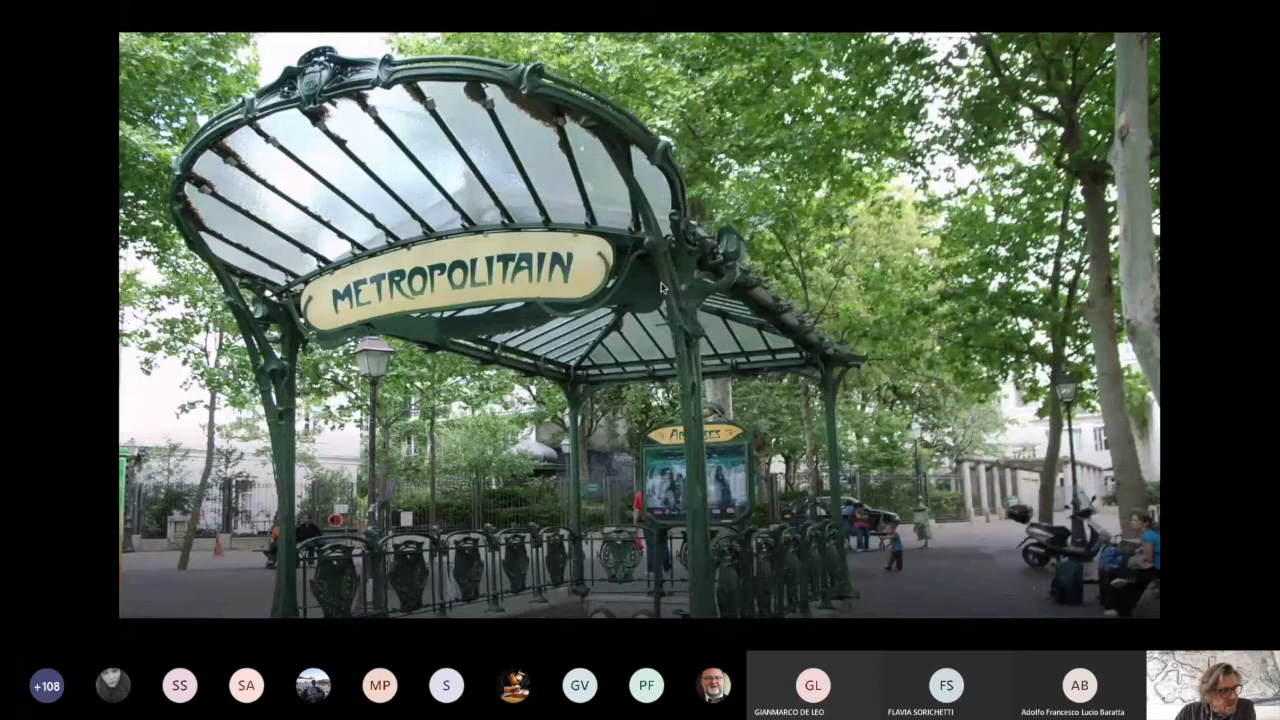 METROPOLITAIN
+108
SS
SA
MP
S
GV
PF
GL
FS
AB
GIANMARCO DE LEO
FLAVIA SORICHETTI
Adolfo Francesco Lucio Baratta